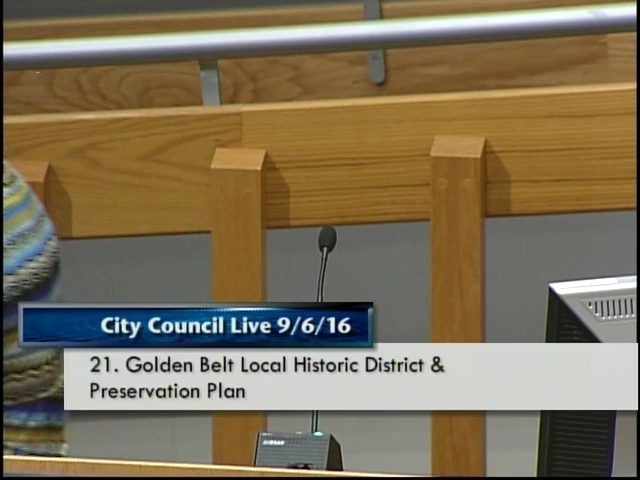 City Council Live 9/6/16
21. Golden Belt Local Historic District &
Preservation Plan